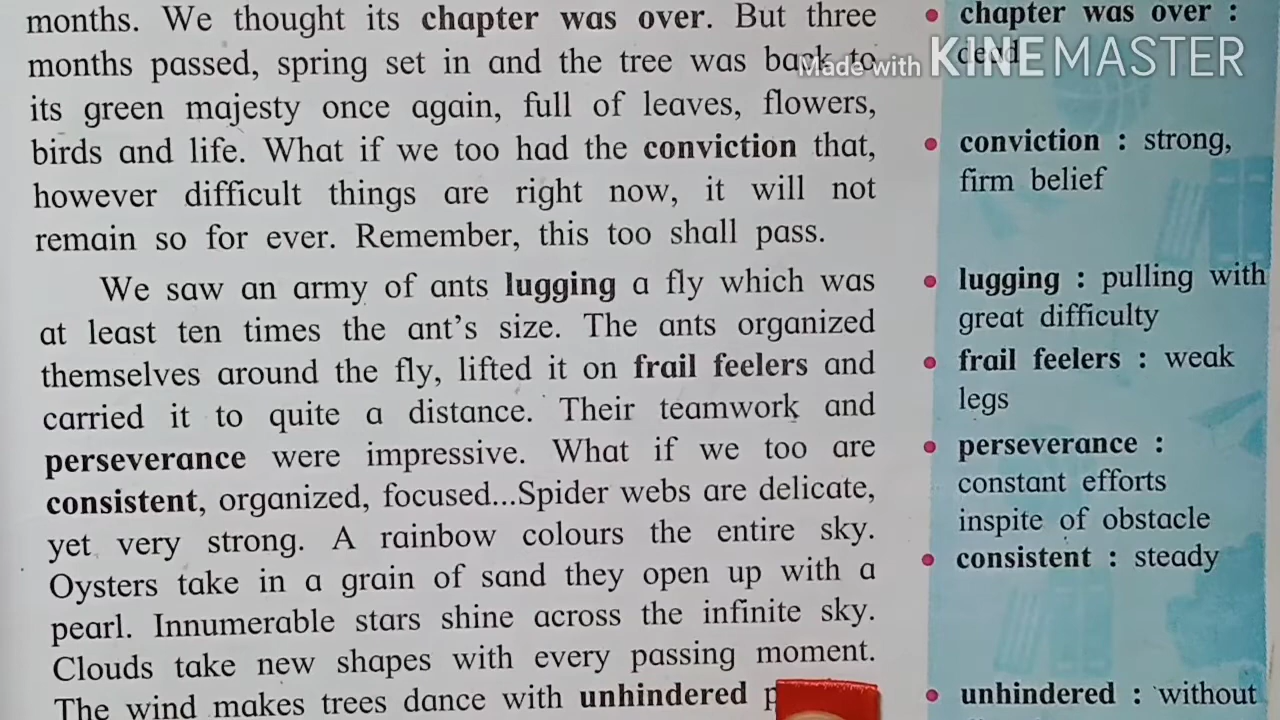 months. We thought its chapter was over. But three
months passed, spring set in and the tree was back to
its green majesty once again, full of leaves, flowers,
birds and life. What if we too had the conviction that,
however difficult things are right now, it will not
remain so for ever. Remember, this too shall pass.
We saw an army of ants lugging a fly which was
at least ten times the ant's size. The ants organized
themselves around the fly, lifted it on frail feelers and
carried it to quite a distance. Their teamwork and
perseverance were impressive. What if we too are
consistent, organized, focused...Spider webs are delicate,
yet very strong. A rainbow colours the entire sky.
Oysters take in a grain of sand they open up with a
pearl. Innumerable stars shine across the infinite sky.
Clouds take new shapes with every passing moment.
The wind makes trees dance with unhindered
• chapter was over :
dead
• conviction : strong,
firm belief
• lugging : pulling with
great difficulty
• frail feelers : weak
legs
• perseverance :
constant efforts
inspite of obstacle
• consistent : steady
• unhindered : without
Made with KINEMASTER